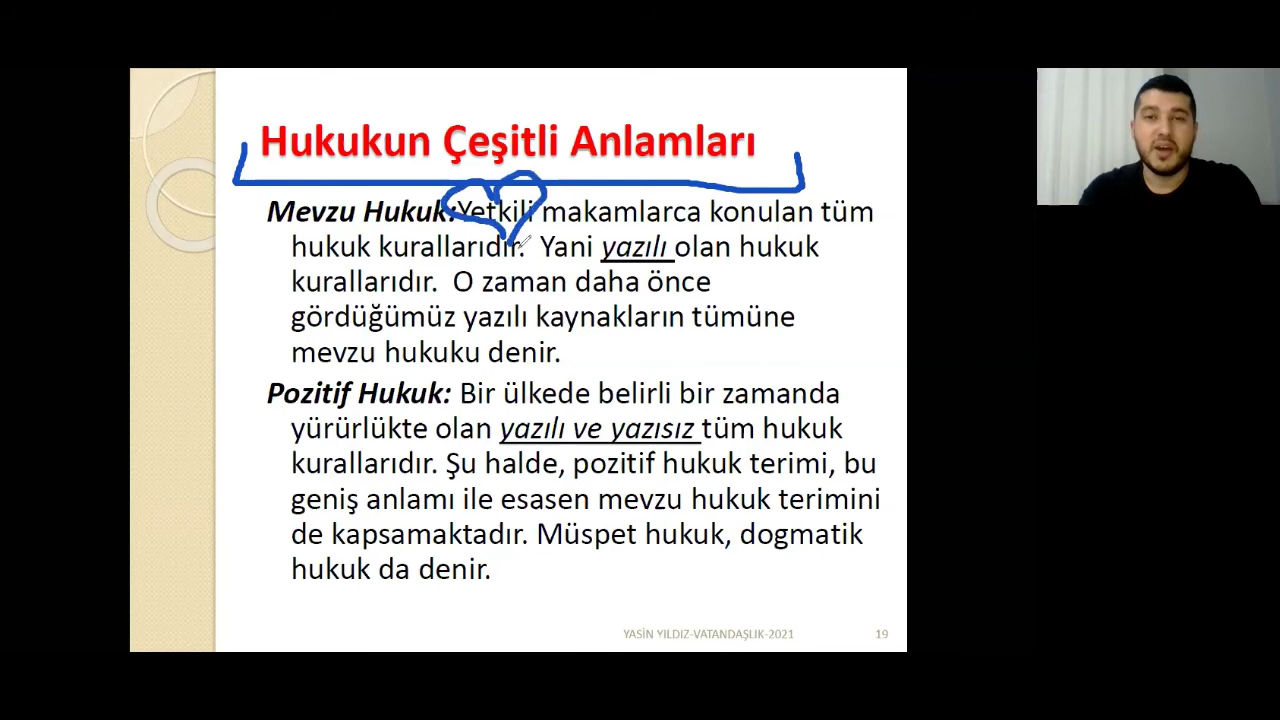 Hukukun Çeşitli Anlamları
Mevzu Hukuk:Yetkili makamlarca konulan tüm
hukuk kurallarıdır. Yani yazılı olan hukuk
kurallarıdır. O zaman daha önce
gördüğümüz yazılı kaynakların tümüne
mevzu hukuku denir.
Pozitif Hukuk: Bir ülkede belirli bir zamanda
yürürlükte olan yazılı ve yazısız tüm hukuk
kurallarıdır. Şu halde, pozitif hukuk terimi, bu
geniş anlamı ile esasen mevzu hukuk terimini
de kapsamaktadır. Müspet hukuk, dogmatik
hukuk da denir.
YASİN YILDIZ-VATANDAŞLIK-2021
19